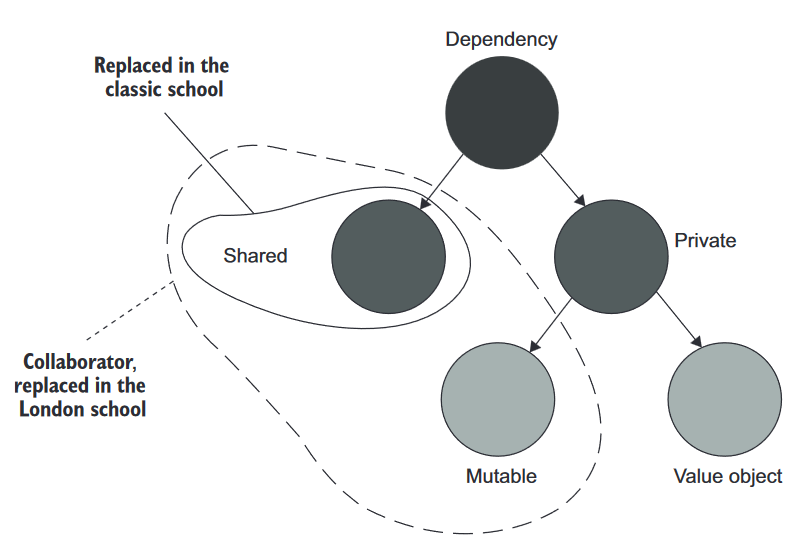 Dependency
Replaced in the
classic school
Shared
Private
Collaborator,
replaced in the
London school
Mutable
Value object